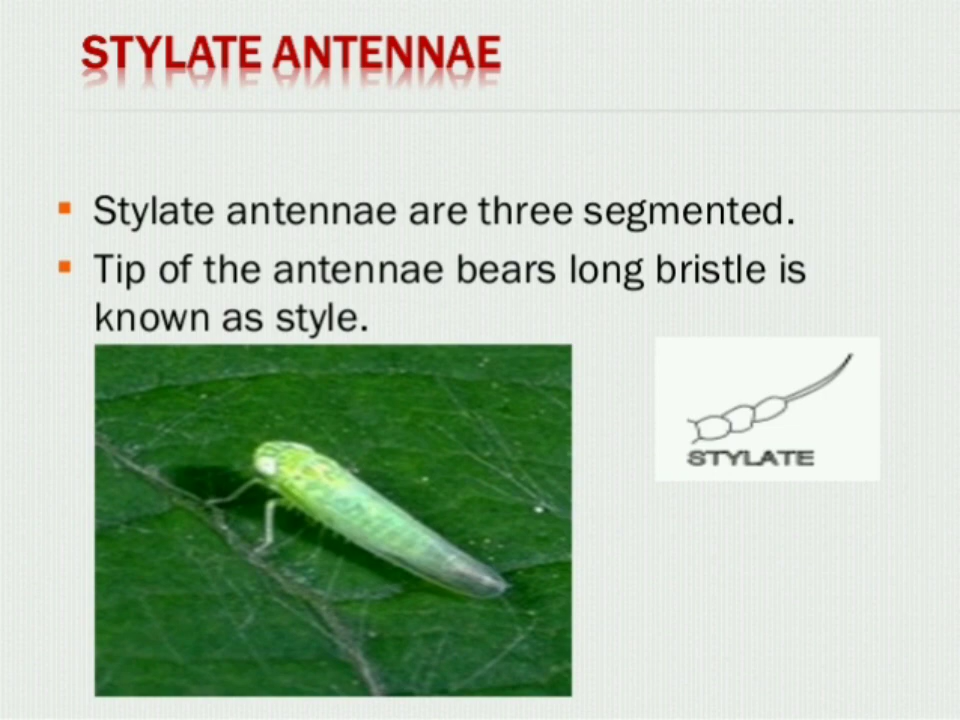 STYLATE ANTENNAE
Stylate antennae are three segmented.
Tip of the antennae bears long bristle is
known as style.
STYLATE